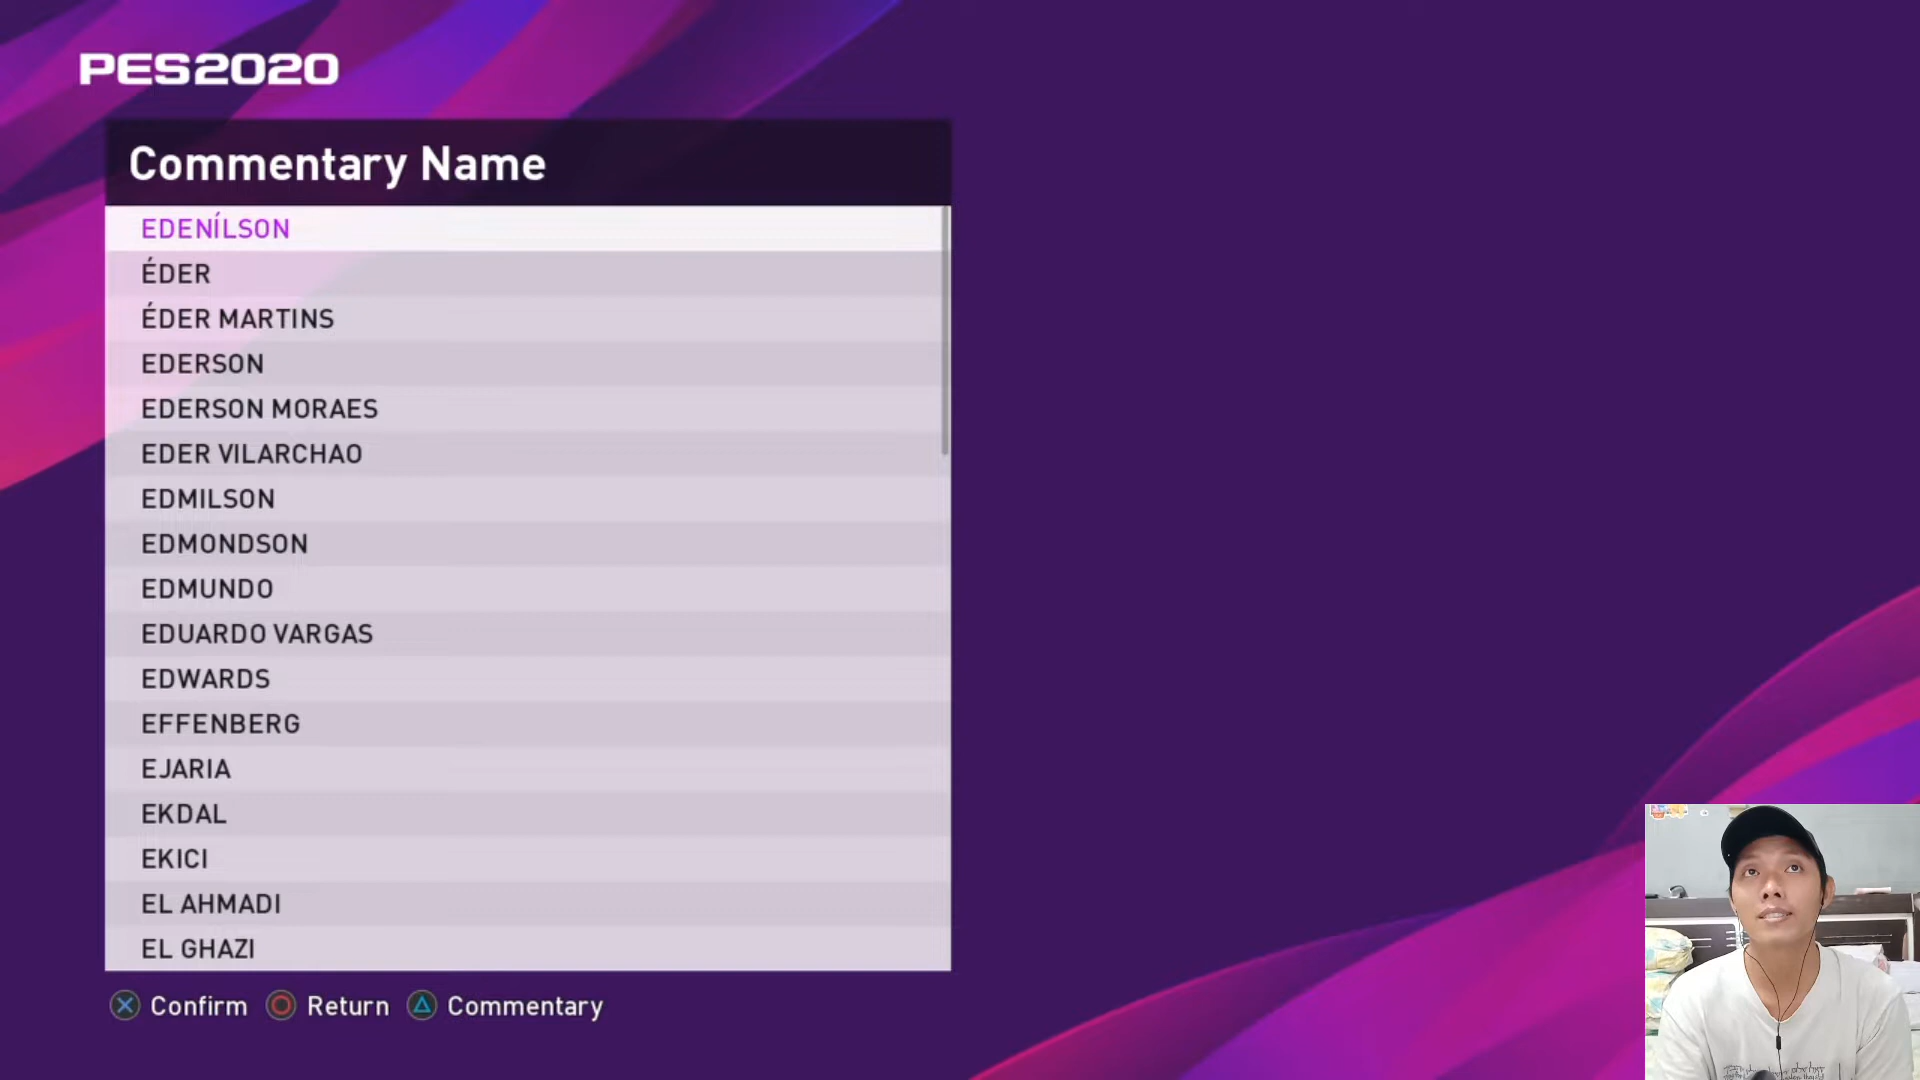 PES2020
Commentary Name
EDENÍLSON
ÉDER
ÉDER MARTINS
EDERSON
EDERSON MORAES
EDER VILARCHAO
EDMILSON
EDMONDSON
EDMUNDO
EDUARDO VARGAS
EDWARDS
EFFENBERG
EJARIA
EKDAL
EKICI
EL AHMADI
EL GHAZI
Confirm Return Commentary